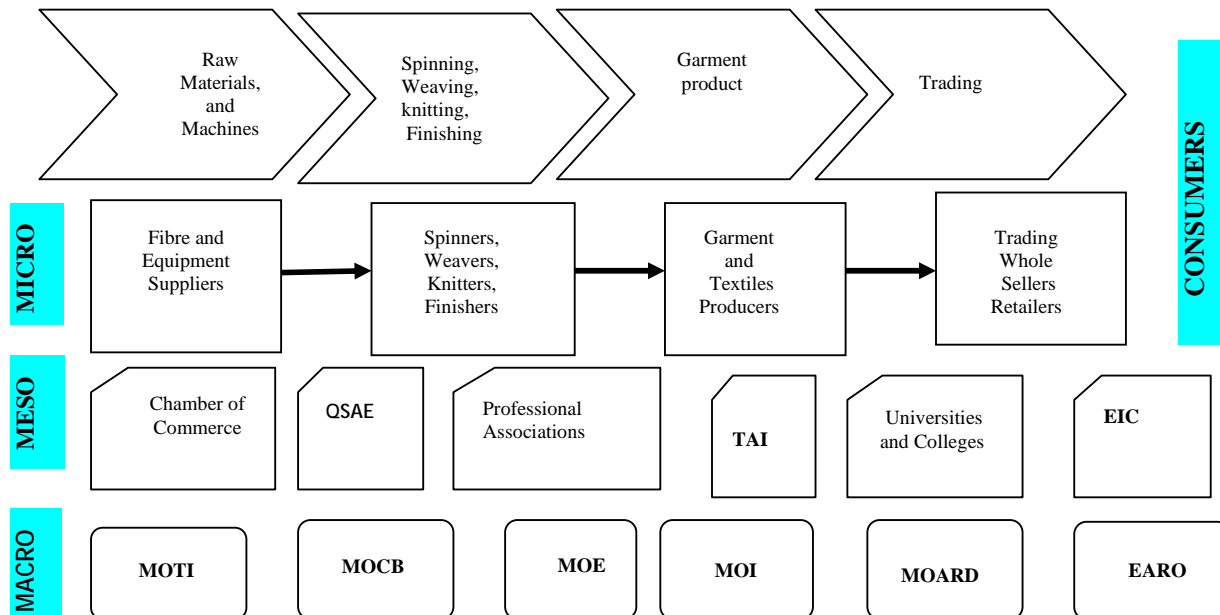 Raw
Materials,
and
Machines
Spinning,
Weaving,
knitting,
Finishing
Garment
product
Trading
CONSUMERS
MICRO
Fibre and
Equipment
Suppliers
Spinners,
Weavers,
Knitters,
Finishers
Garment
and
Textiles
Producers
Trading
Whole
Sellers
Retailers
MESO
Chamber of
Commerce
QSAE
Professional
Associations
TAI
Universities
and Colleges
EIC
MACRO
MOTI
MOCB
MOE
MOI
MOARD
EARO